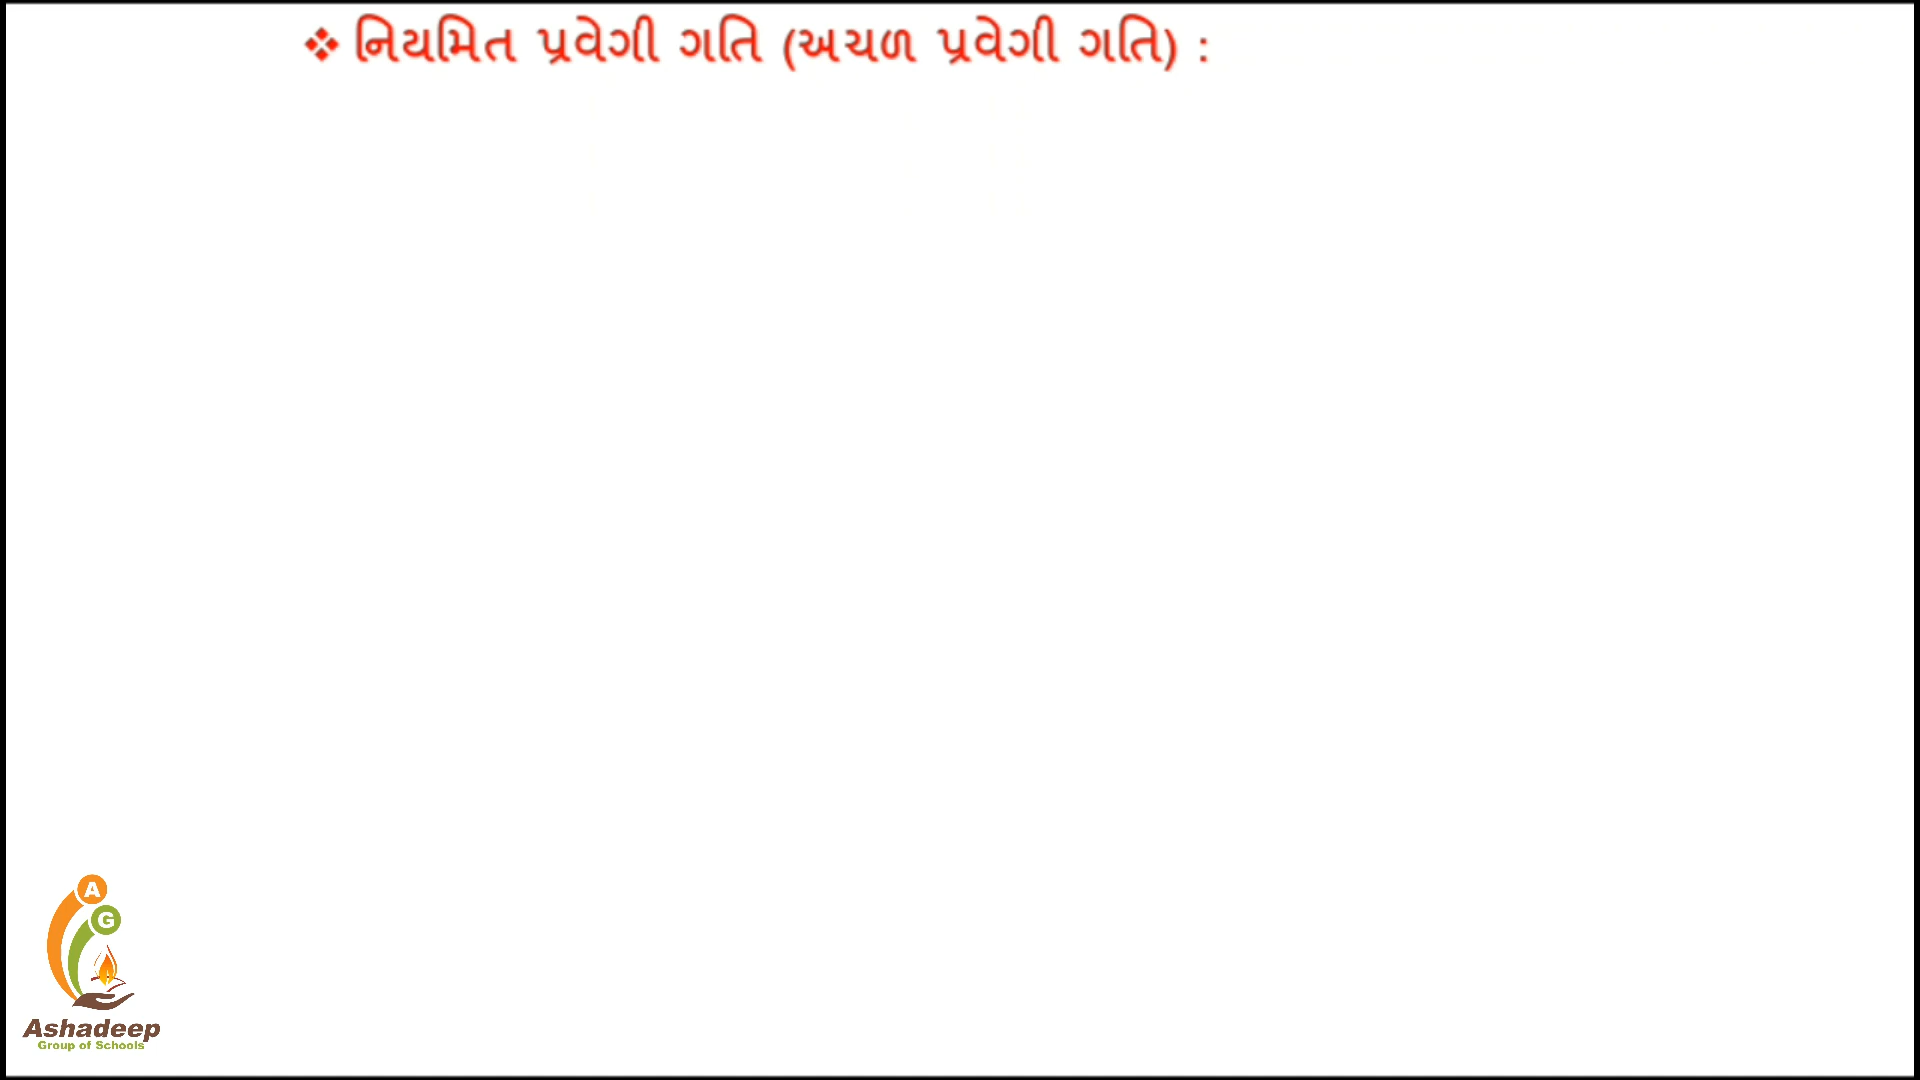 ❖ નિયમિત પ્રવેગી ગતિ (અચળ પ્રવેગી ગતિ) :
A
G
Ashadeep
Group of Schools